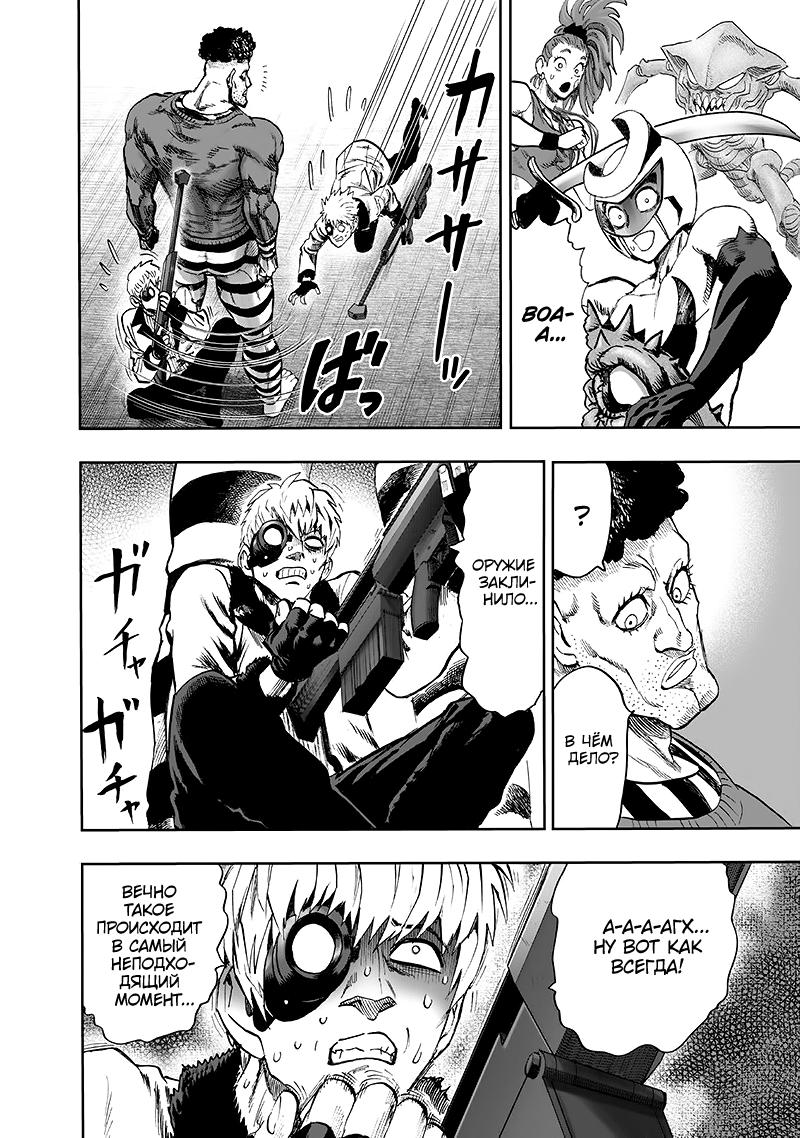 ВОА-
А...
カサササーッ
ばっ
?
В ЧЁМ
ДЕЛО?
ОРУЖИЕ
ЗАКЛИ-
НИЛО...
ガチャ
ガチャ
А-А-А-АГХ...
НУ ВОТ КАК
ВСЕГДА!
ВЕЧНО
ТАКОЕ
ПРОИСХОДИТ
В САМЫЙ
НЕПОДХО-
ДЯЩИЙ
МОМЕНТ...